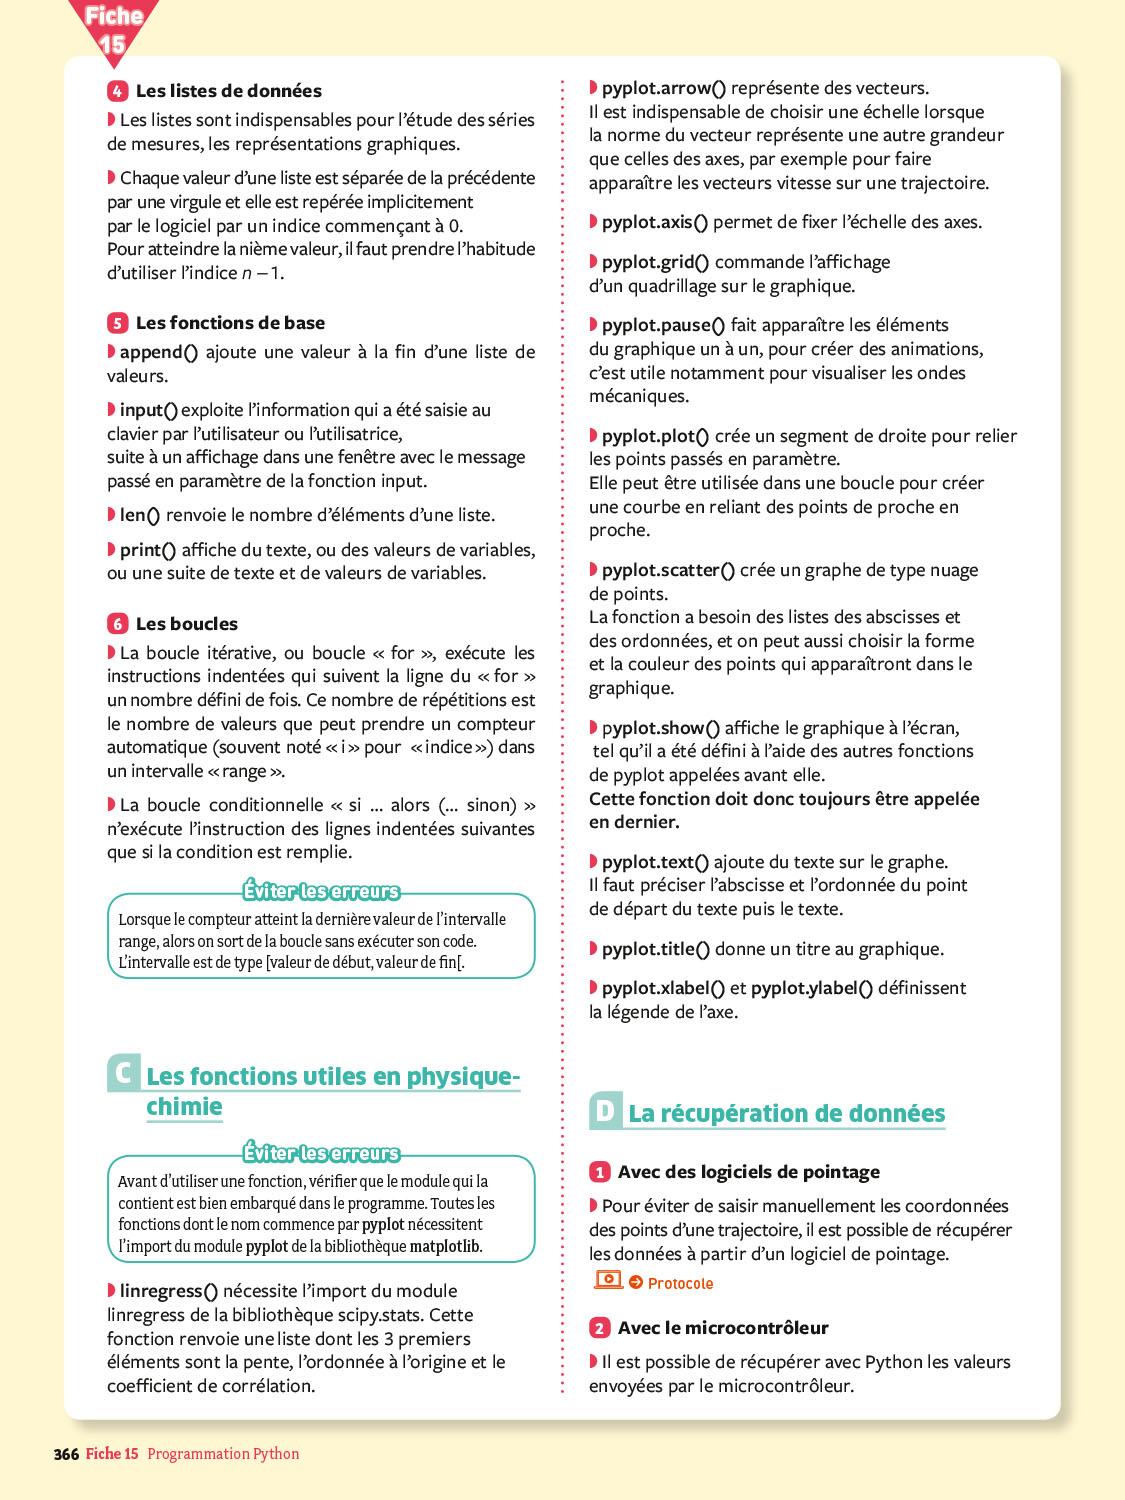 Fiche
15
4 Les listes de données
Les listes sont indispensables pour l'étude des séries
de mesures, les représentations graphiques.
Chaque valeur d'une liste est séparée de la précédente
par une virgule et elle est repérée implicitement
par le logiciel par un indice commençant à 0.
Pour atteindre la nième valeur, il faut prendre l'habitude
d'utiliser l'indice n – 1.
5 Les fonctions de base
append() ajoute une valeur à la fin d'une liste de
valeurs.
input() exploite l'information qui a été saisie au
clavier par l'utilisateur ou l'utilisatrice,
suite à un affichage dans une fenêtre avec le message
passé en paramètre de la fonction input.
len() renvoie le nombre d'éléments d'une liste.
print() affiche du texte, ou des valeurs de variables,
ou une suite de texte et de valeurs de variables.
6 Les boucles
La boucle itérative, ou boucle « for », exécute les
instructions indentées qui suivent la ligne du « for »
un nombre défini de fois. Ce nombre de répétitions est
le nombre de valeurs que peut prendre un compteur
automatique (souvent noté « i » pour « indice ») dans
un intervalle « range ».
La boucle conditionnelle « si ... alors (... sinon) »
n'exécute l'instruction des lignes indentées suivantes
que si la condition est remplie.
Éviter les erreurs
Lorsque le compteur atteint la dernière valeur de l'intervalle
range, alors on sort de la boucle sans exécuter son code.
L'intervalle est de type [valeur de début, valeur de fin[.
C Les fonctions utiles en physique-
chimie
Éviter les erreurs
Avant d'utiliser une fonction, vérifier que le module qui la
contient est bien embarqué dans le programme. Toutes les
fonctions dont le nom commence par pyplot nécessitent
l'import du module pyplot de la bibliothèque matplotlib.
linregress() nécessite l'import du module
linregress de la bibliothèque scipy.stats. Cette
fonction renvoie une liste dont les 3 premiers
éléments sont la pente, l'ordonnée à l'origine et le
coefficient de corrélation.
pyplot.arrow() représente des vecteurs.
Il est indispensable de choisir une échelle lorsque
la norme du vecteur représente une autre grandeur
que celles des axes, par exemple pour faire
apparaître les vecteurs vitesse sur une trajectoire.
pyplot.axis() permet de fixer l'échelle des axes.
pyplot.grid() commande l'affichage
d'un quadrillage sur le graphique.
pyplot.pause() fait apparaître les éléments
du graphique un à un, pour créer des animations,
c'est utile notamment pour visualiser les ondes
mécaniques.
pyplot.plot() crée un segment de droite pour relier
les points passés en paramètre.
Elle peut être utilisée dans une boucle pour créer
une courbe en reliant des points de proche en
proche.
pyplot.scatter() crée un graphe de type nuage
de points.
La fonction a besoin des listes des abscisses et
des ordonnées, et on peut aussi choisir la forme
et la couleur des points qui apparaîtront dans le
graphique.
pyplot.show() affiche le graphique à l'écran,
tel qu'il a été défini à l'aide des autres fonctions
de pyplot appelées avant elle.
Cette fonction doit donc toujours être appelée
en dernier.
pyplot.text() ajoute du texte sur le graphe.
Il faut préciser l'abscisse et l'ordonnée du point
de départ du texte puis le texte.
pyplot.title() donne un titre au graphique.
pyplot.xlabel() et pyplot.ylabel() définissent
la légende de l'axe.
D La récupération de données
1 Avec des logiciels de pointage
Pour éviter de saisir manuellement les coordonnées
des points d'une trajectoire, il est possible de récupérer
les données à partir d'un logiciel de pointage.
Protocole
2 Avec le microcontrôleur
Il est possible de récupérer avec Python les valeurs
envoyées par le microcontrôleur.
366 Fiche 15 Programmation Python